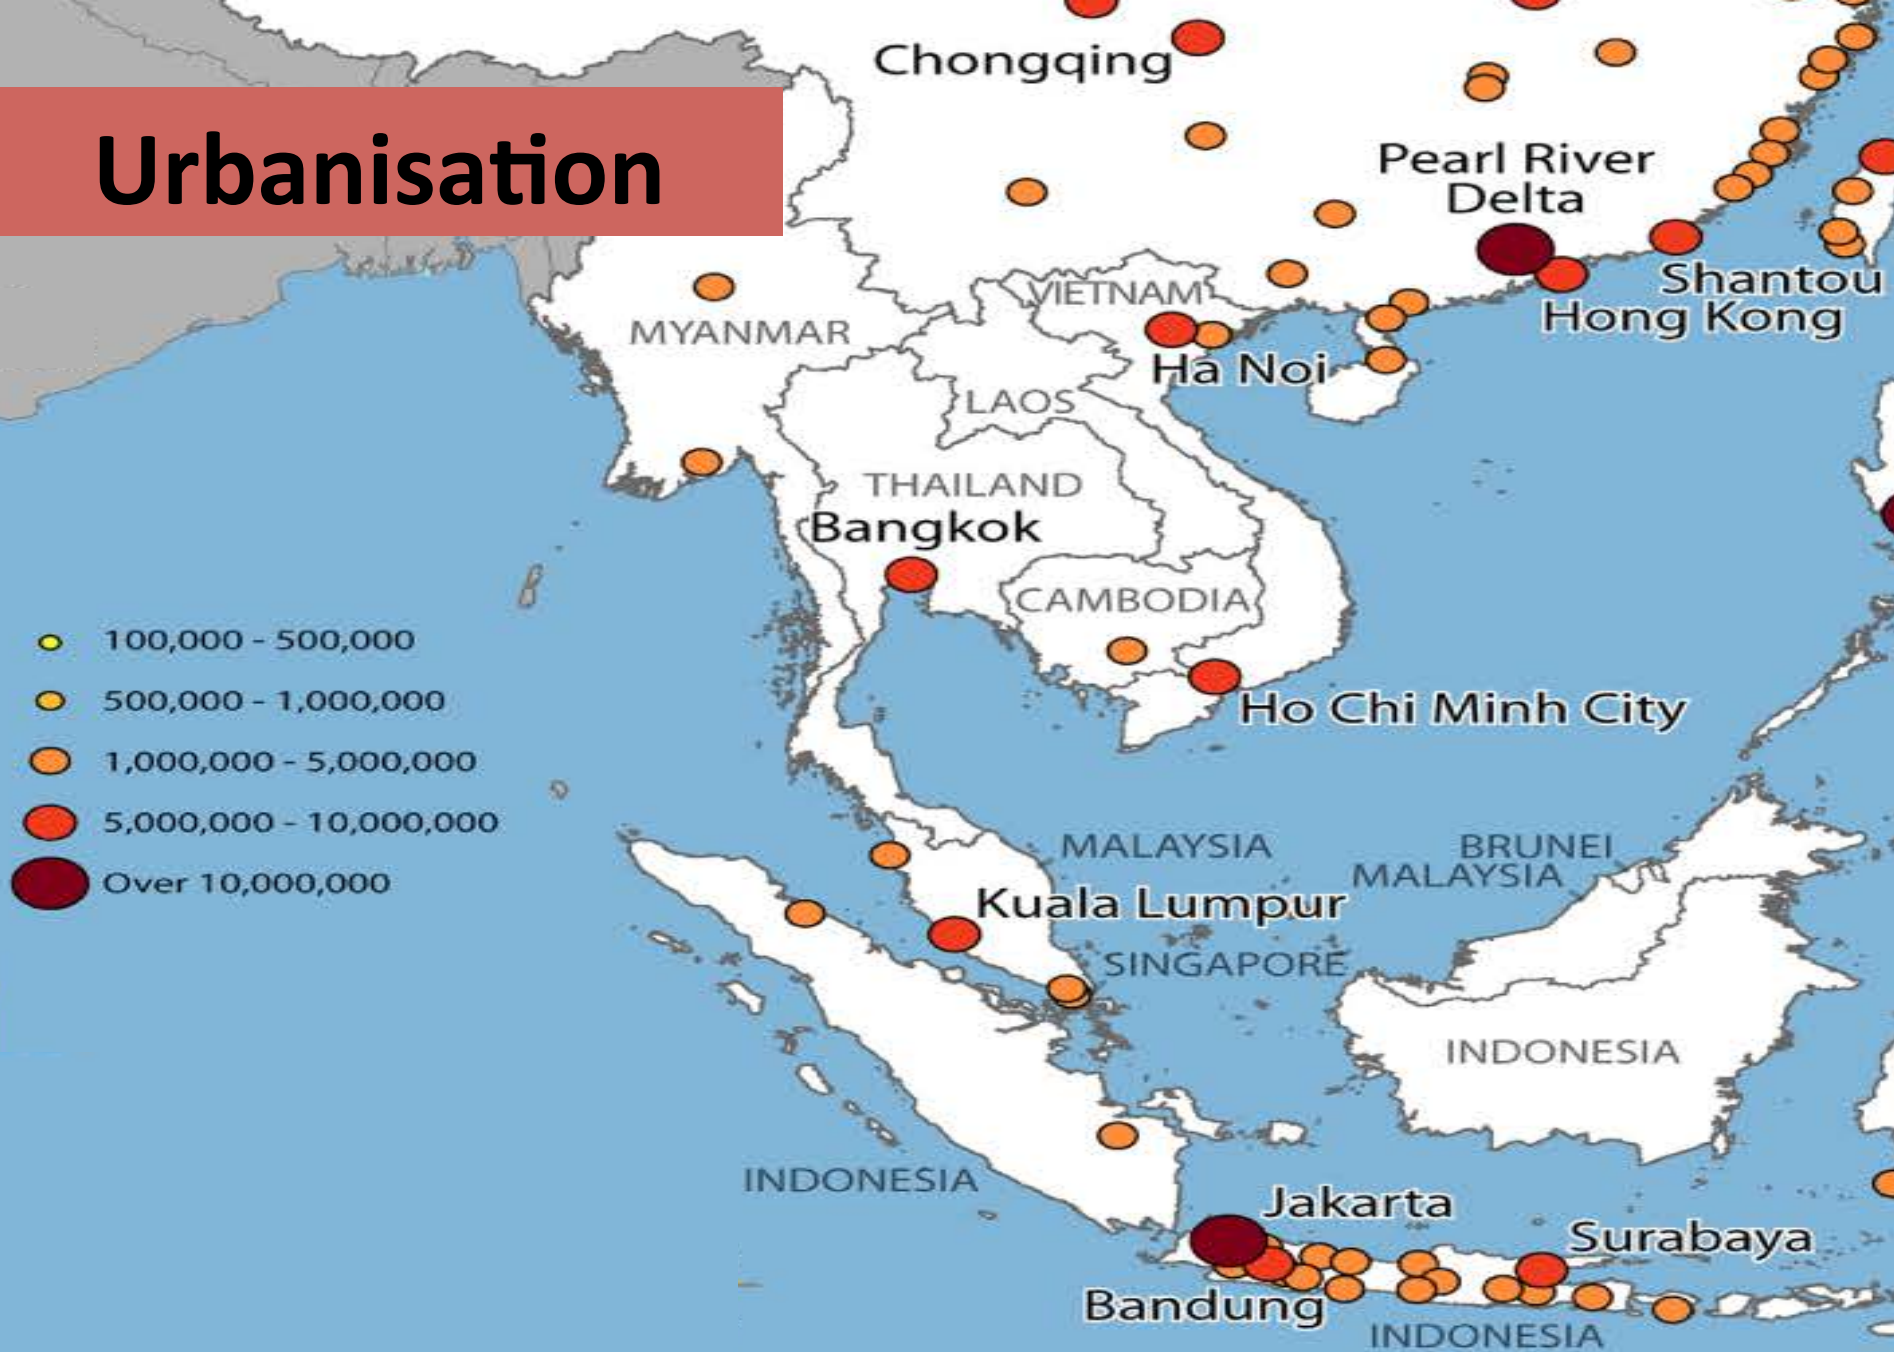 Urbanisation
Chongqing
Pearl River
Delta
Shantou
Hong Kong
VIETNAM
MYANMAR
Ha Noi
LAOS
THAILAND
Bangkok
CAMBODIA
Ho Chi Minh City
100,000 - 500,000
500,000 - 1,000,000
1,000,000 - 5,000,000
5,000,000 - 10,000,000
Over 10,000,000
MALAYSIA
BRUNEI
MALAYSIA
Kuala Lumpur
SINGAPORE
INDONESIA
INDONESIA
Jakarta
Surabaya
Bandung
INDONESIA